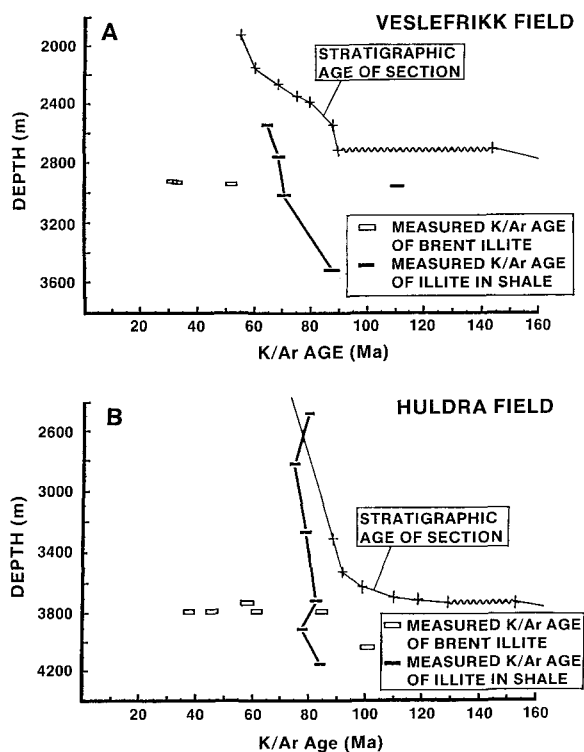 A
VESLEFRIKK FIELD
STRATIGRAPHIC
AGE OF SECTION
2000
2400
2800
3200
3600
DEPTH (m)
MEASURED K/Ar AGE
OF BRENT ILLITE
MEASURED K/Ar AGE
OF ILLITE IN SHALE
20 40 60 80 100 120 140 160
K/Ar AGE (Ma)
B
HULDRA FIELD
STRATIGRAPHIC
AGE OF SECTION
2600
3000
3400
3800
4200
DEPTH (m)
MEASURED K/Ar AGE
OF BRENT ILLITE
MEASURED K/Ar AGE
OF ILLITE IN SHALE
20 40 60 80 100 120 140 160
K/Ar Age (Ma)